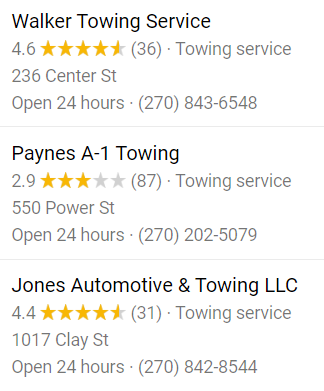 Walker Towing Service
4.6 (36) · Towing service
236 Center St
Open 24 hours · (270) 843-6548
Paynes A-1 Towing
2.9 (87) · Towing service
550 Power St
Open 24 hours · (270) 202-5079
Jones Automotive & Towing LLC
4.4 (31) · Towing service
1017 Clay St
Open 24 hours · (270) 842-8544